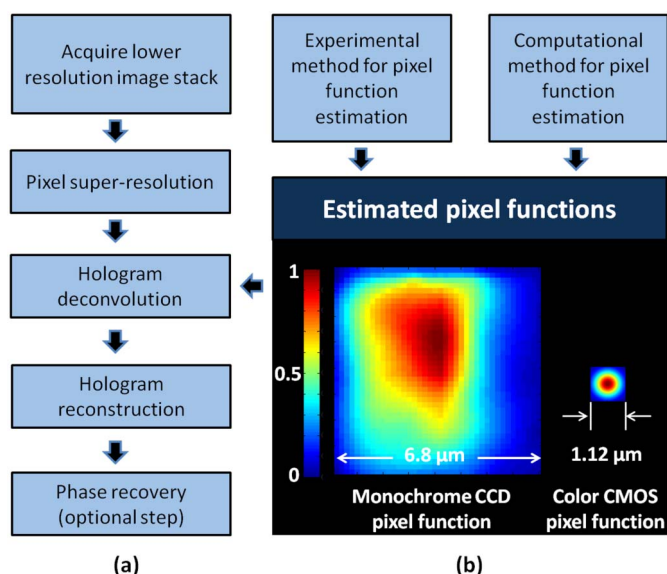 Acquire lower
resolution image stack
Pixel super-resolution
Hologram
deconvolution
Hologram
reconstruction
Phase recovery
(optional step)
(a)
Experimental
method for pixel
function
estimation
Computational
method for pixel
function
estimation
Estimated pixel functions
1
0.5
0
6.8 μm
Monochrome CCD
pixel function
1.12 μm
Color CMOS
pixel function
(b)